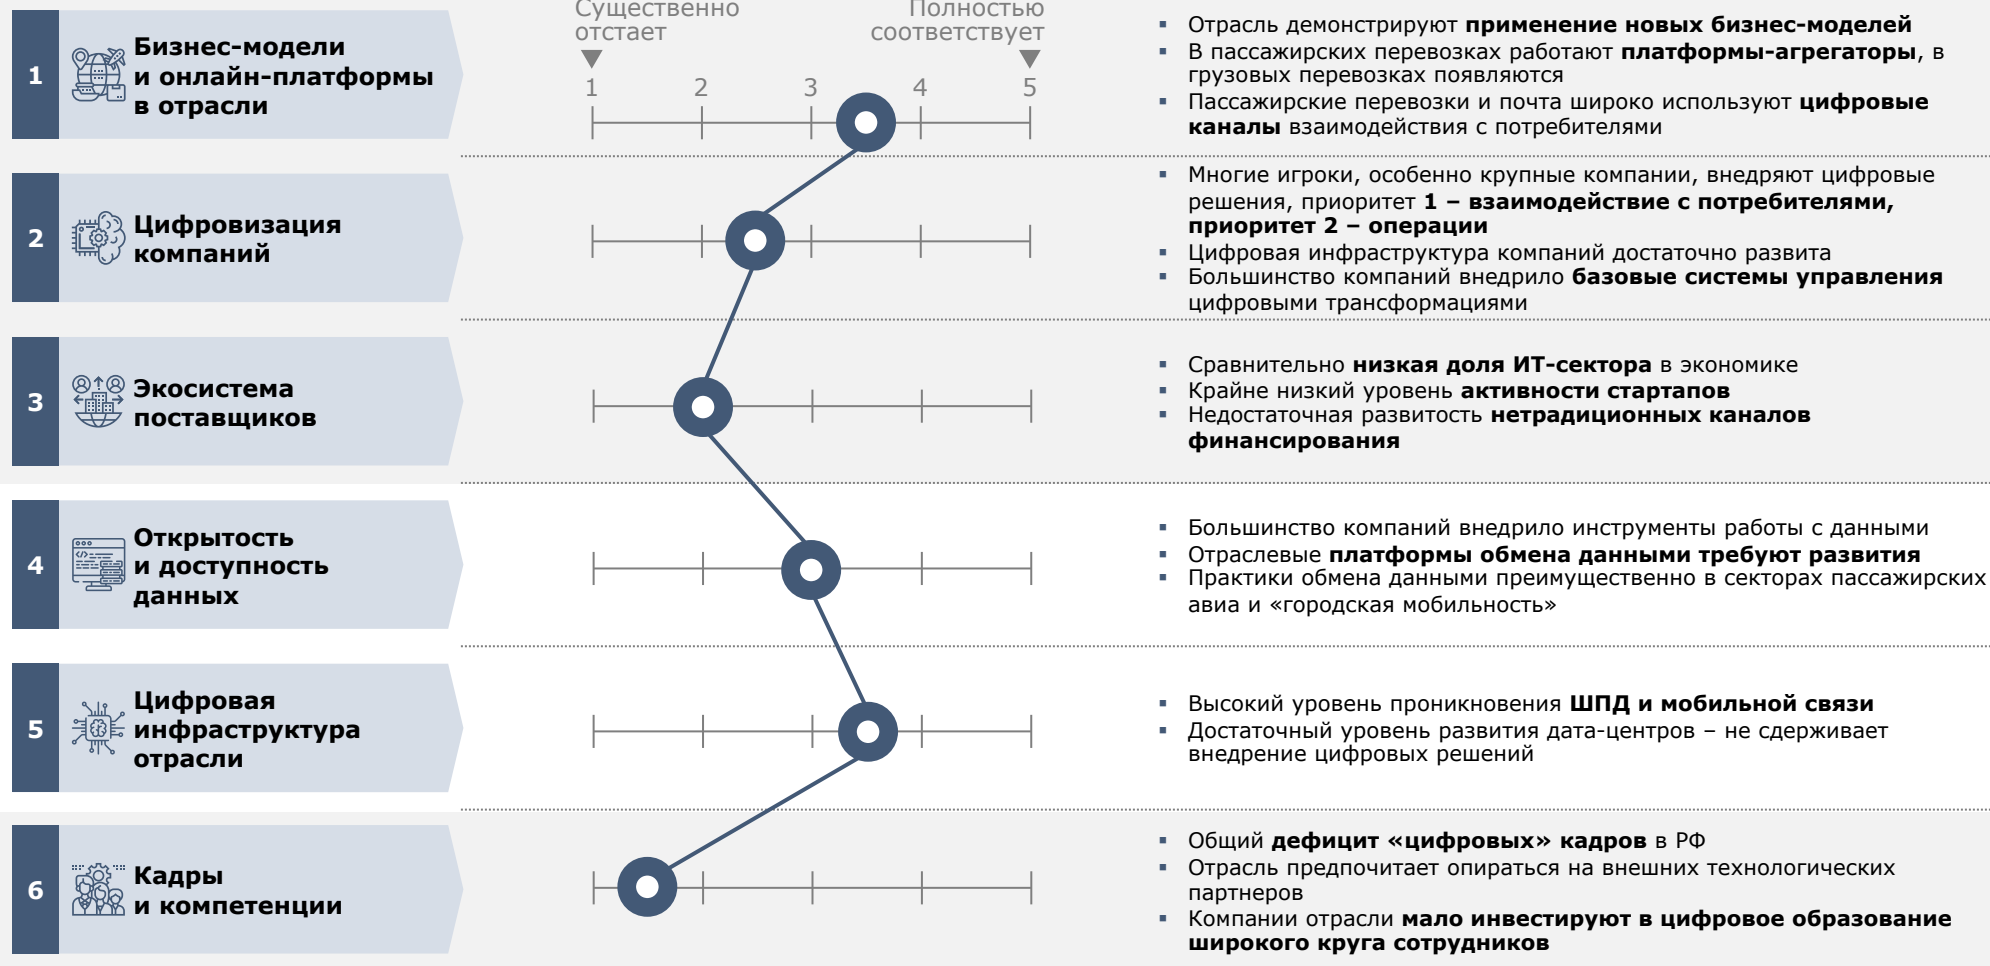 Существенно
отстает
Полностью
соответствует
1
2
3
4
5
1
Бизнес-модели
и онлайн-платформы
в отрасли
▪ Отрасль демонстрируют применение новых бизнес-моделей
▪ В пассажирских перевозках работают платформы-агрегаторы, в
грузовых перевозках появляются
▪ Пассажирские перевозки и почта широко используют цифровые
каналы взаимодействия с потребителями
2
Цифровизация
компаний
▪ Многие игроки, особенно крупные компании, внедряют цифровые
решения, приоритет 1 – взаимодействие с потребителями,
приоритет 2 – операции
▪ Цифровая инфраструктура компаний достаточно развита
▪ Большинство компаний внедрило базовые системы управления
цифровыми трансформациями
3
Экосистема
поставщиков
▪ Сравнительно низкая доля ИТ-сектора в экономике
▪ Крайне низкий уровень активности стартапов
▪ Недостаточная развитость нетрадиционных каналов
финансирования
4
Открытость
и доступность
данных
▪ Большинство компаний внедрило инструменты работы с данными
▪ Отраслевые платформы обмена данными требуют развития
▪ Практики обмена данными преимущественно в секторах пассажирских
авиа и «городская мобильность»
5
Цифровая
инфраструктура
отрасли
▪ Высокий уровень проникновения ШПД и мобильной связи
▪ Достаточный уровень развития дата-центров – не сдерживает
внедрение цифровых решений
6
Кадры
и компетенции
▪ Общий дефицит «цифровых» кадров в РФ
▪ Отрасль предпочитает опираться на внешних технологических
партнеров
▪ Компании отрасли мало инвестируют в цифровое образование
широкого круга сотрудников